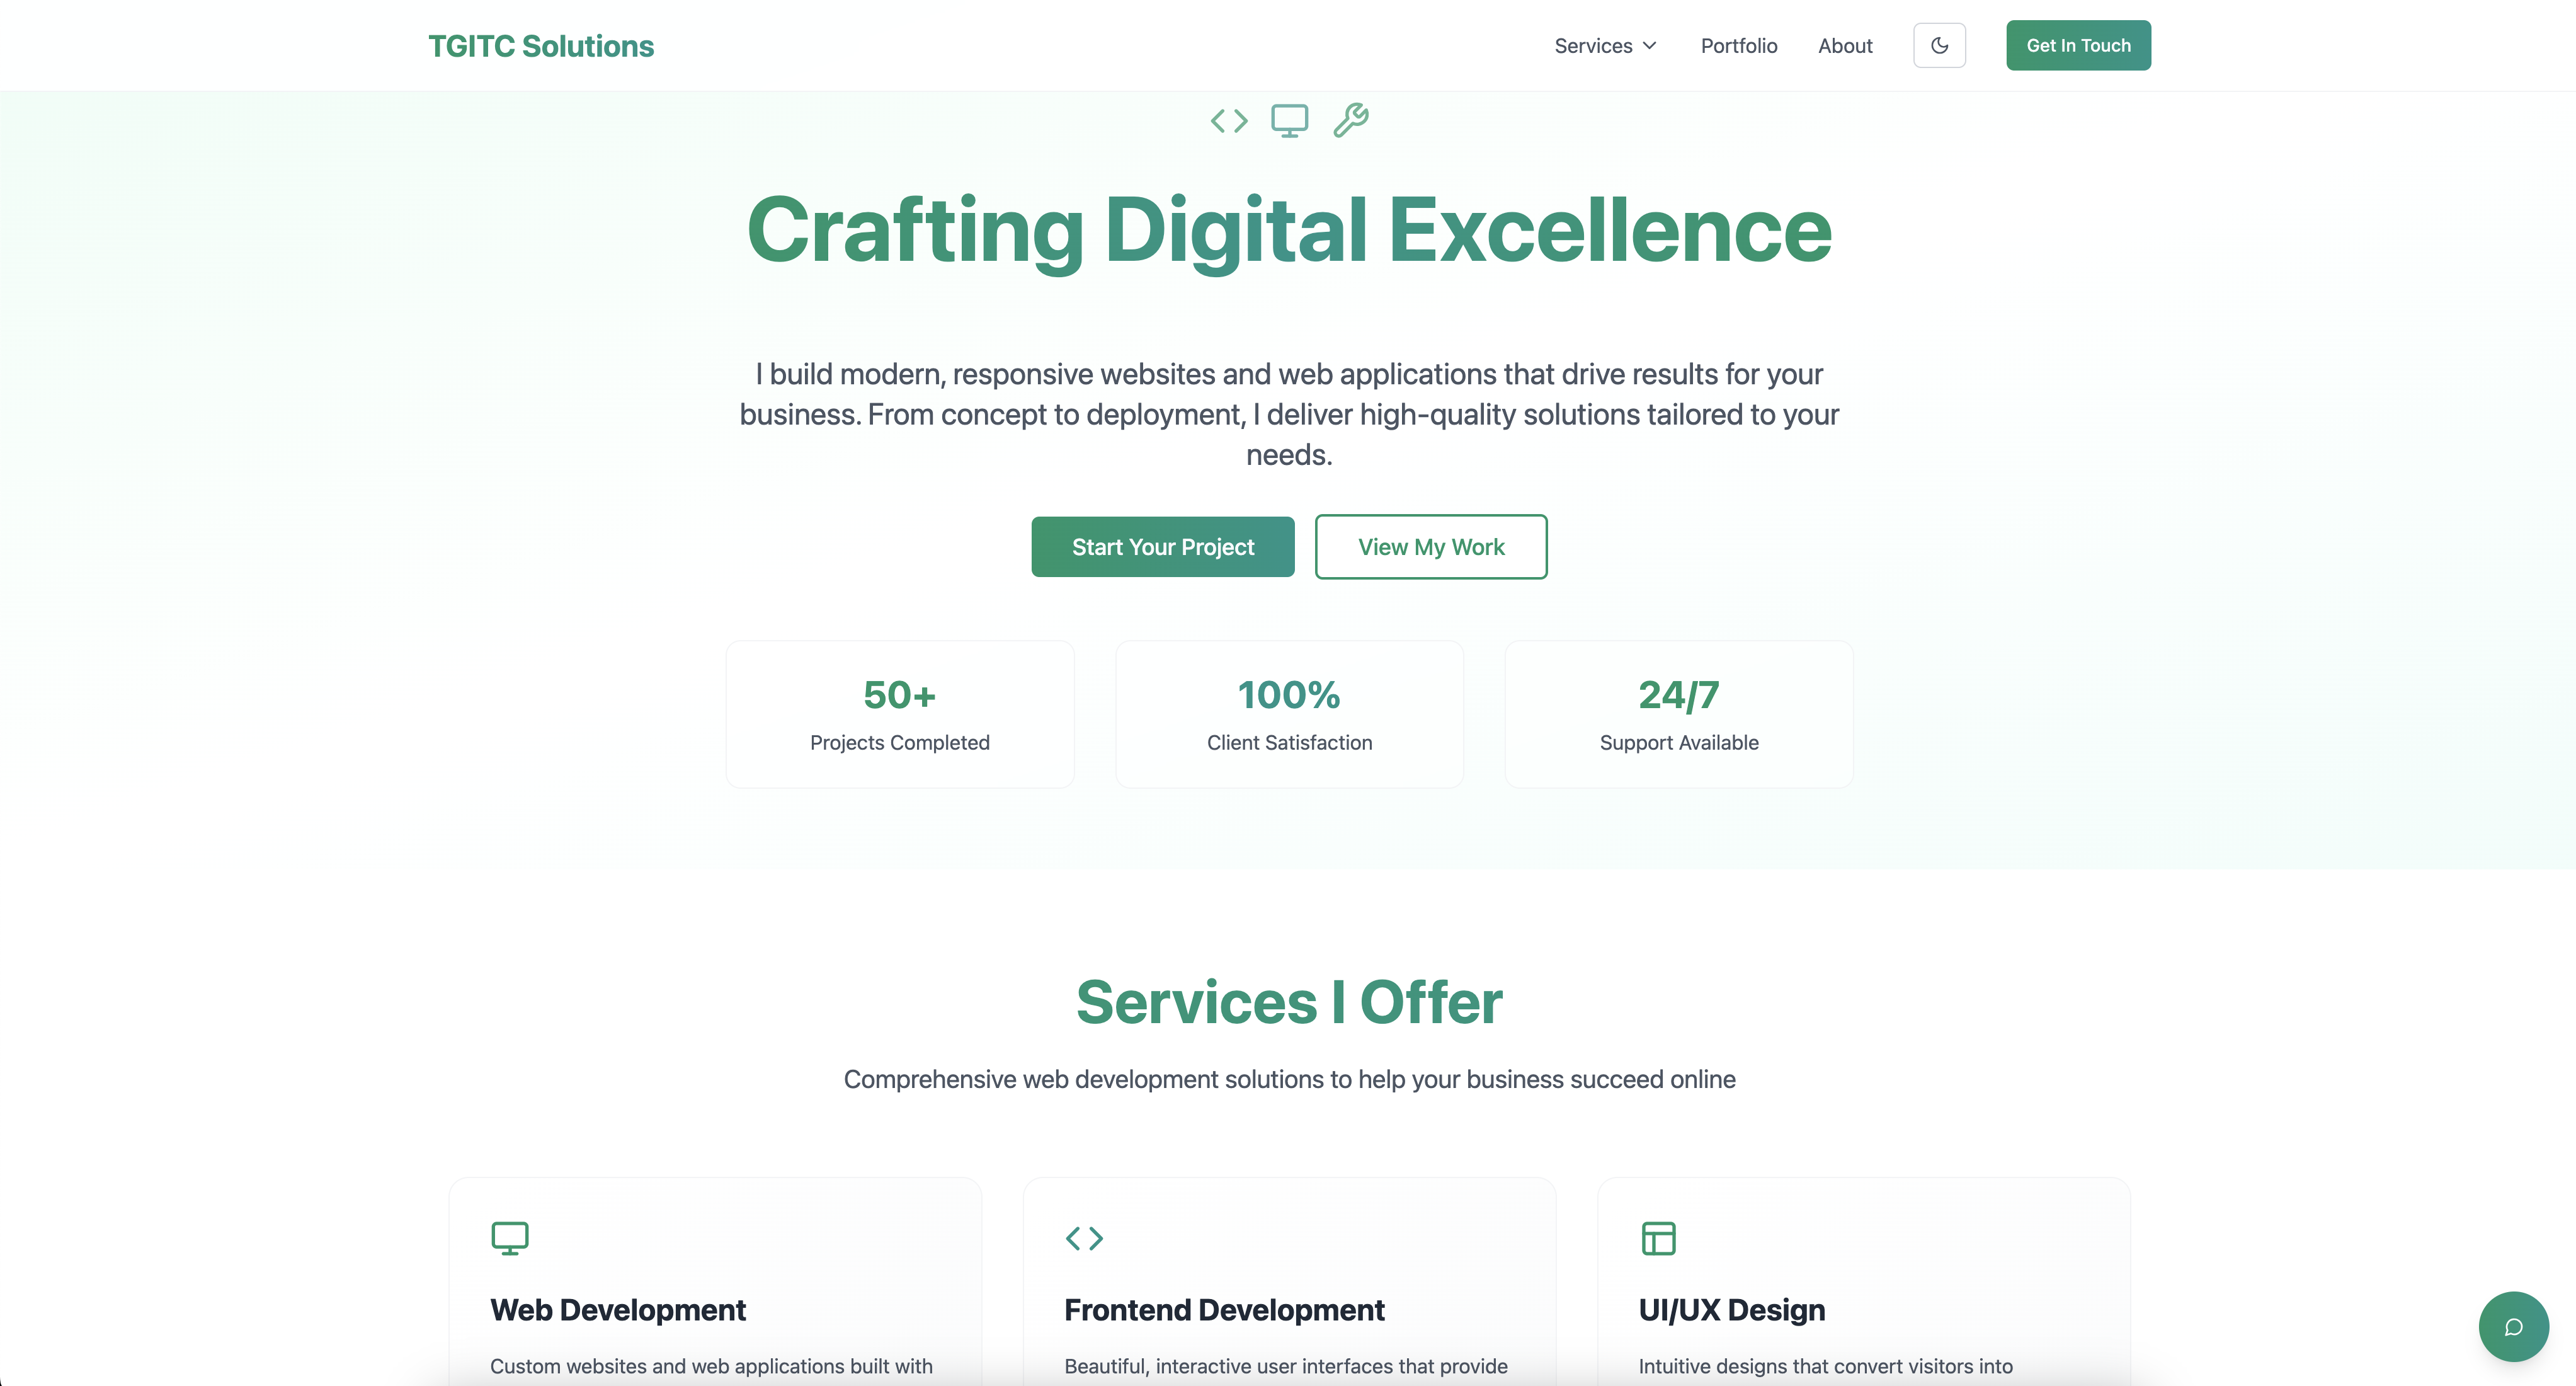 TGITC Solutions
Services
Portfolio
About
Get In Touch
Crafting Digital Excellence
I build modern, responsive websites and web applications that drive results for your
business. From concept to deployment, I deliver high-quality solutions tailored to your
needs.
Start Your Project
View My Work
50+
Projects Completed
100%
Client Satisfaction
24/7
Support Available
Services I Offer
Comprehensive web development solutions to help your business succeed online
Web Development
Custom websites and web applications built with
Frontend Development
Beautiful, interactive user interfaces that provide
UI/UX Design
Intuitive designs that convert visitors into